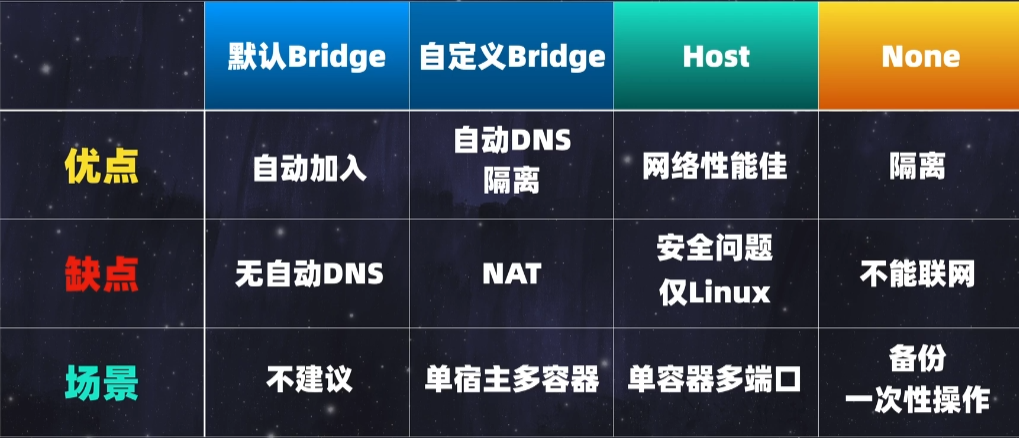 默认Bridge
自定义Bridge
Host
None
优点
自动加入
自动DNS
隔离
网络性能佳
隔离
缺点
无自动DNS
NAT
安全问题
仅Linux
不能联网
场景
不建议
单宿主多容器
单容器多端口
备份
一次性操作